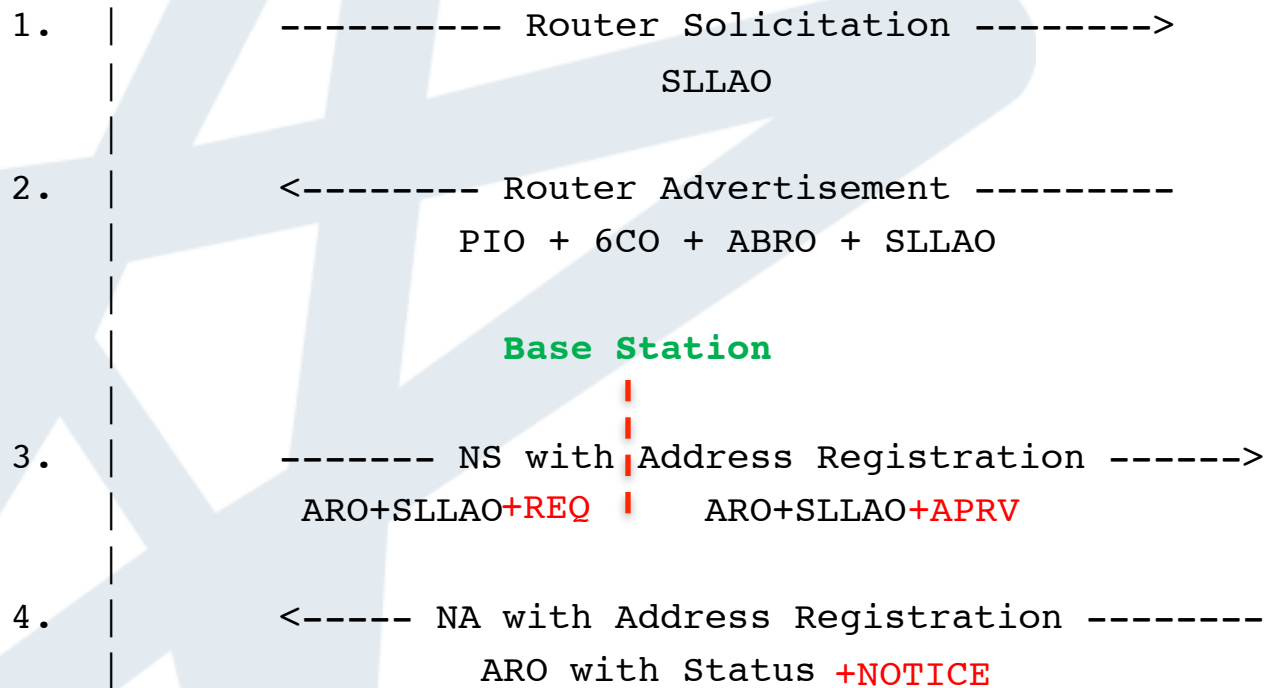 1. | ---------- Router Solicitation -------->
| SLLAO
|
2. | <-------- Router Advertisement ---------
| PIO + 6CO + ABRO + SLLAO
|
| Base Station
|
3. | ------- NS with Address Registration ------>
| ARO+SLLAO+REQ ARO+SLLAO+APRV
|
4. | <----- NA with Address Registration --------
| ARO with Status +NOTICE